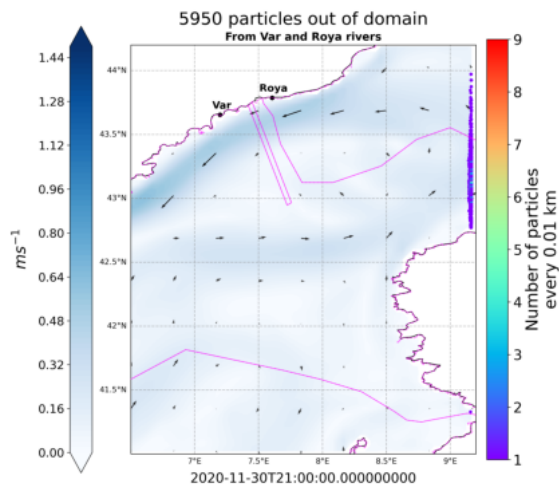 5950 particles out of domain
From Var and Roya rivers
1.44
1.28
1.12
0.96
0.80
0.64
0.48
0.32
0.16
0.00
ms⁻¹
44°N
43.5°N
43°N
42.5°N
42°N
41.5°N
Roya
Var
7°E
7.5°E
8°E
8.5°E
9°E
2020-11-30T21:00:00.000000000
9
8
7
6
5
4
3
2
1
Number of particles
every 0.01 km